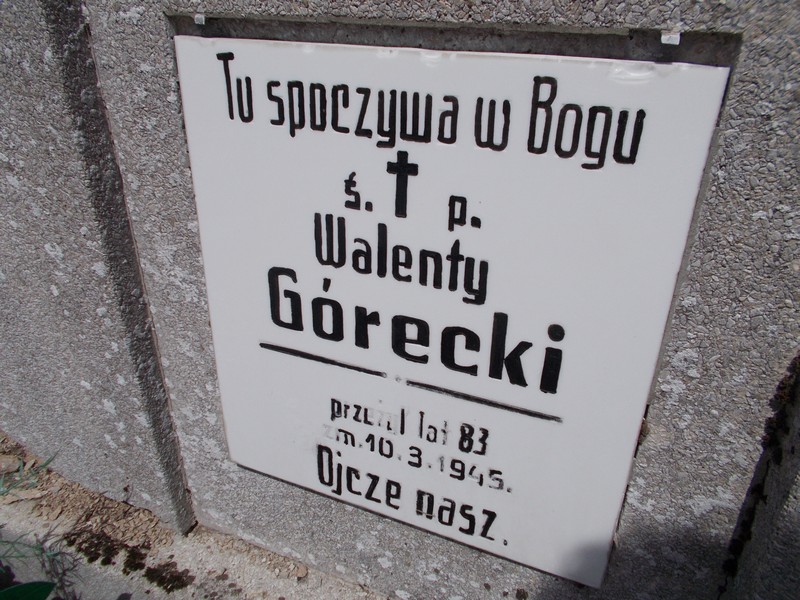 Tu spoczywa w Bogu
ś. p.
Walenty
Górecki
przeżył lat 83
zm. 10.3.1945.
Ojcze nasz.